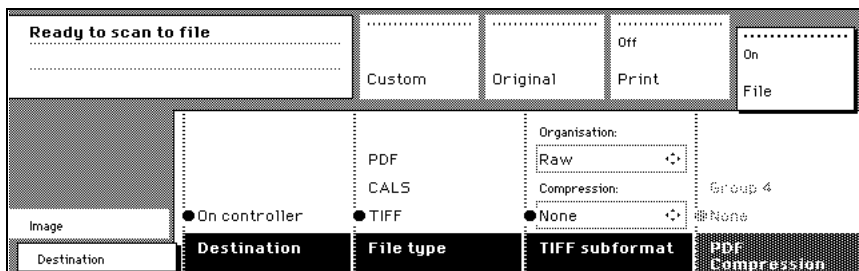 Ready to scan to file
Custom
Original
Off
Print
On
File
Image
Destination
On controller
Destination
PDF
CALS
TIFF
File type
Organisation:
Raw
Compression:
None
TIFF subformat
Group 4
None
PDF
Compression